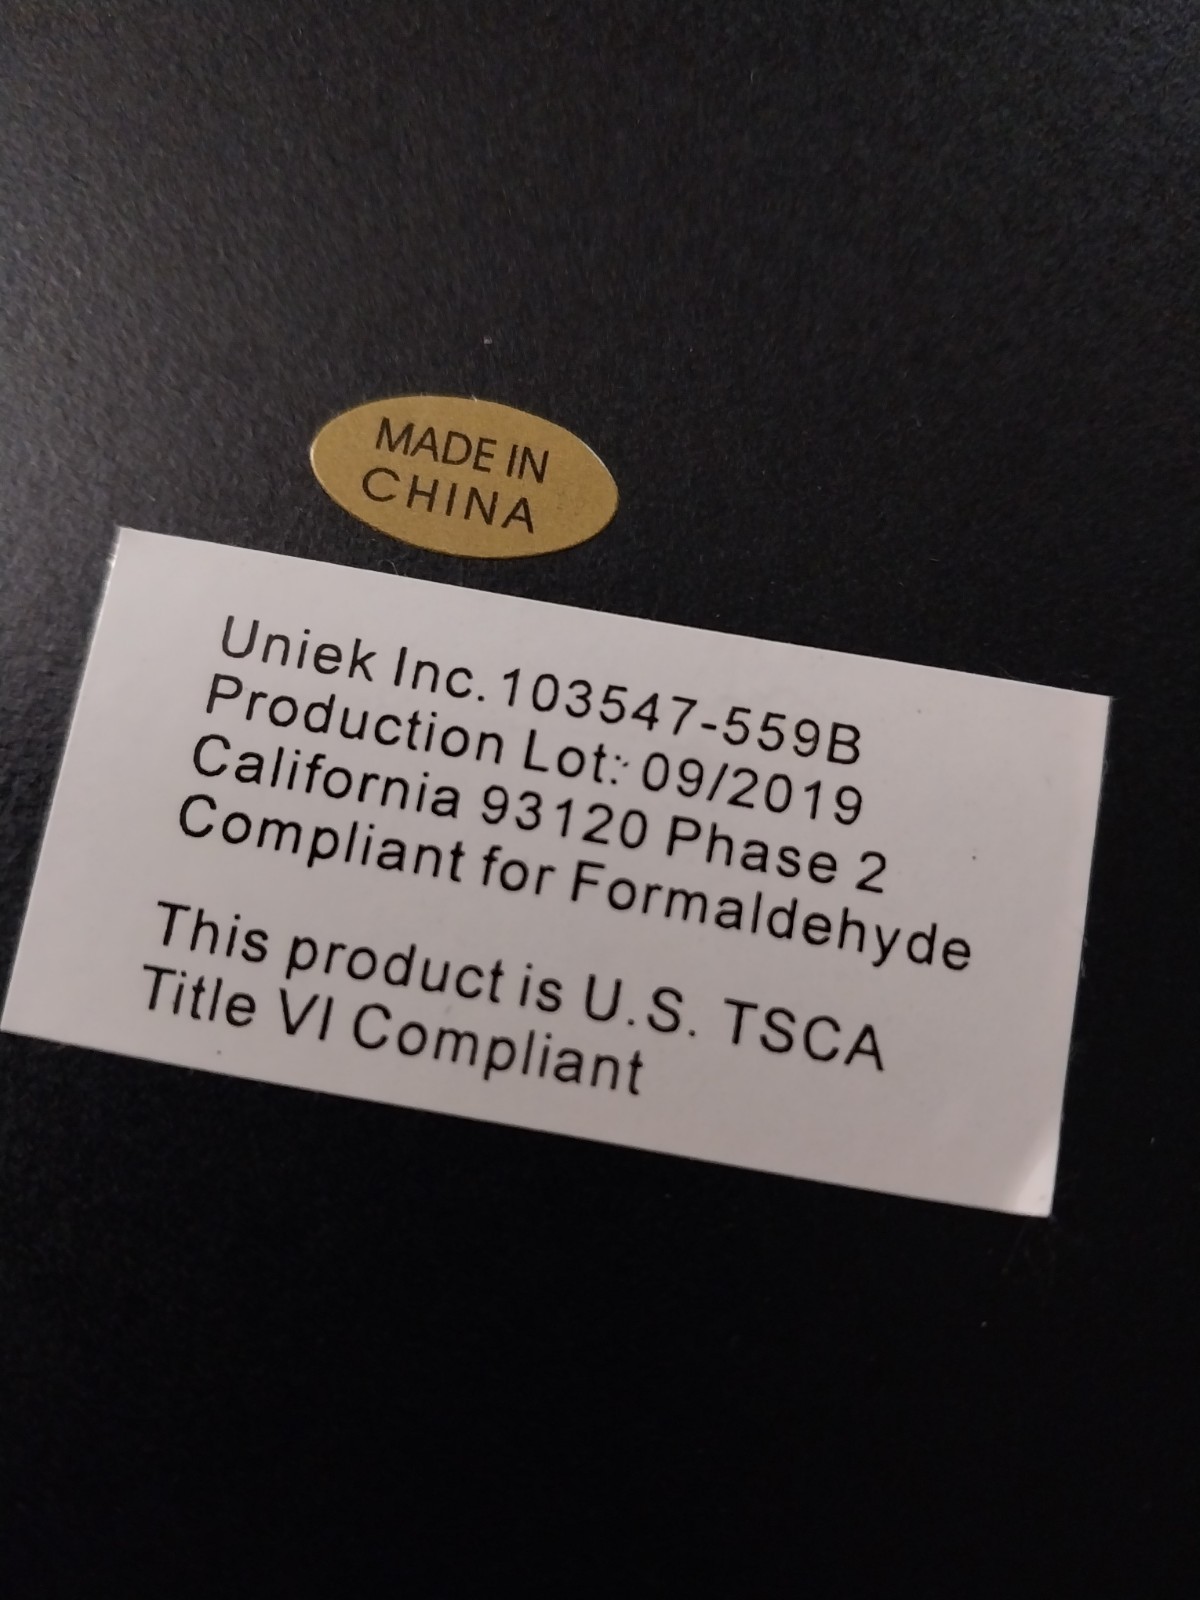 MADE IN
CHINA
Uniek Inc. 103547-559B
Production Lot: 09/2019
California 93120 Phase 2
Compliant for Formaldehyde
This product is U.S. TSCA
Title VI Compliant